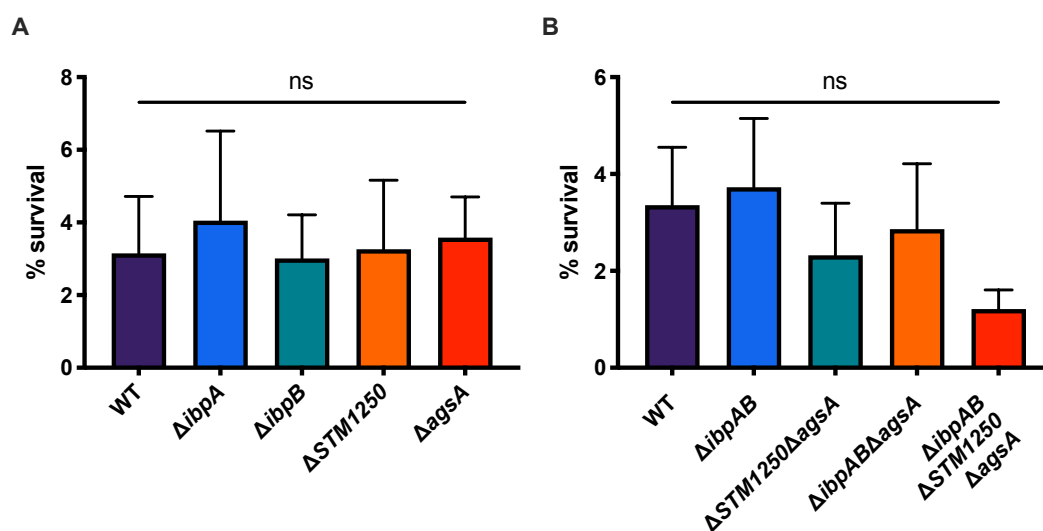 A
ns
% survival
8
6
4
2
0
WT
ΔibpA
ΔibpB
ΔSTM1250
ΔagsA
B
ns
% survival
6
4
2
0
WT
ΔibpAB
ΔSTM1250ΔagsA
ΔibpABΔagsA
ΔibpAB
ΔSTM1250
ΔagsA